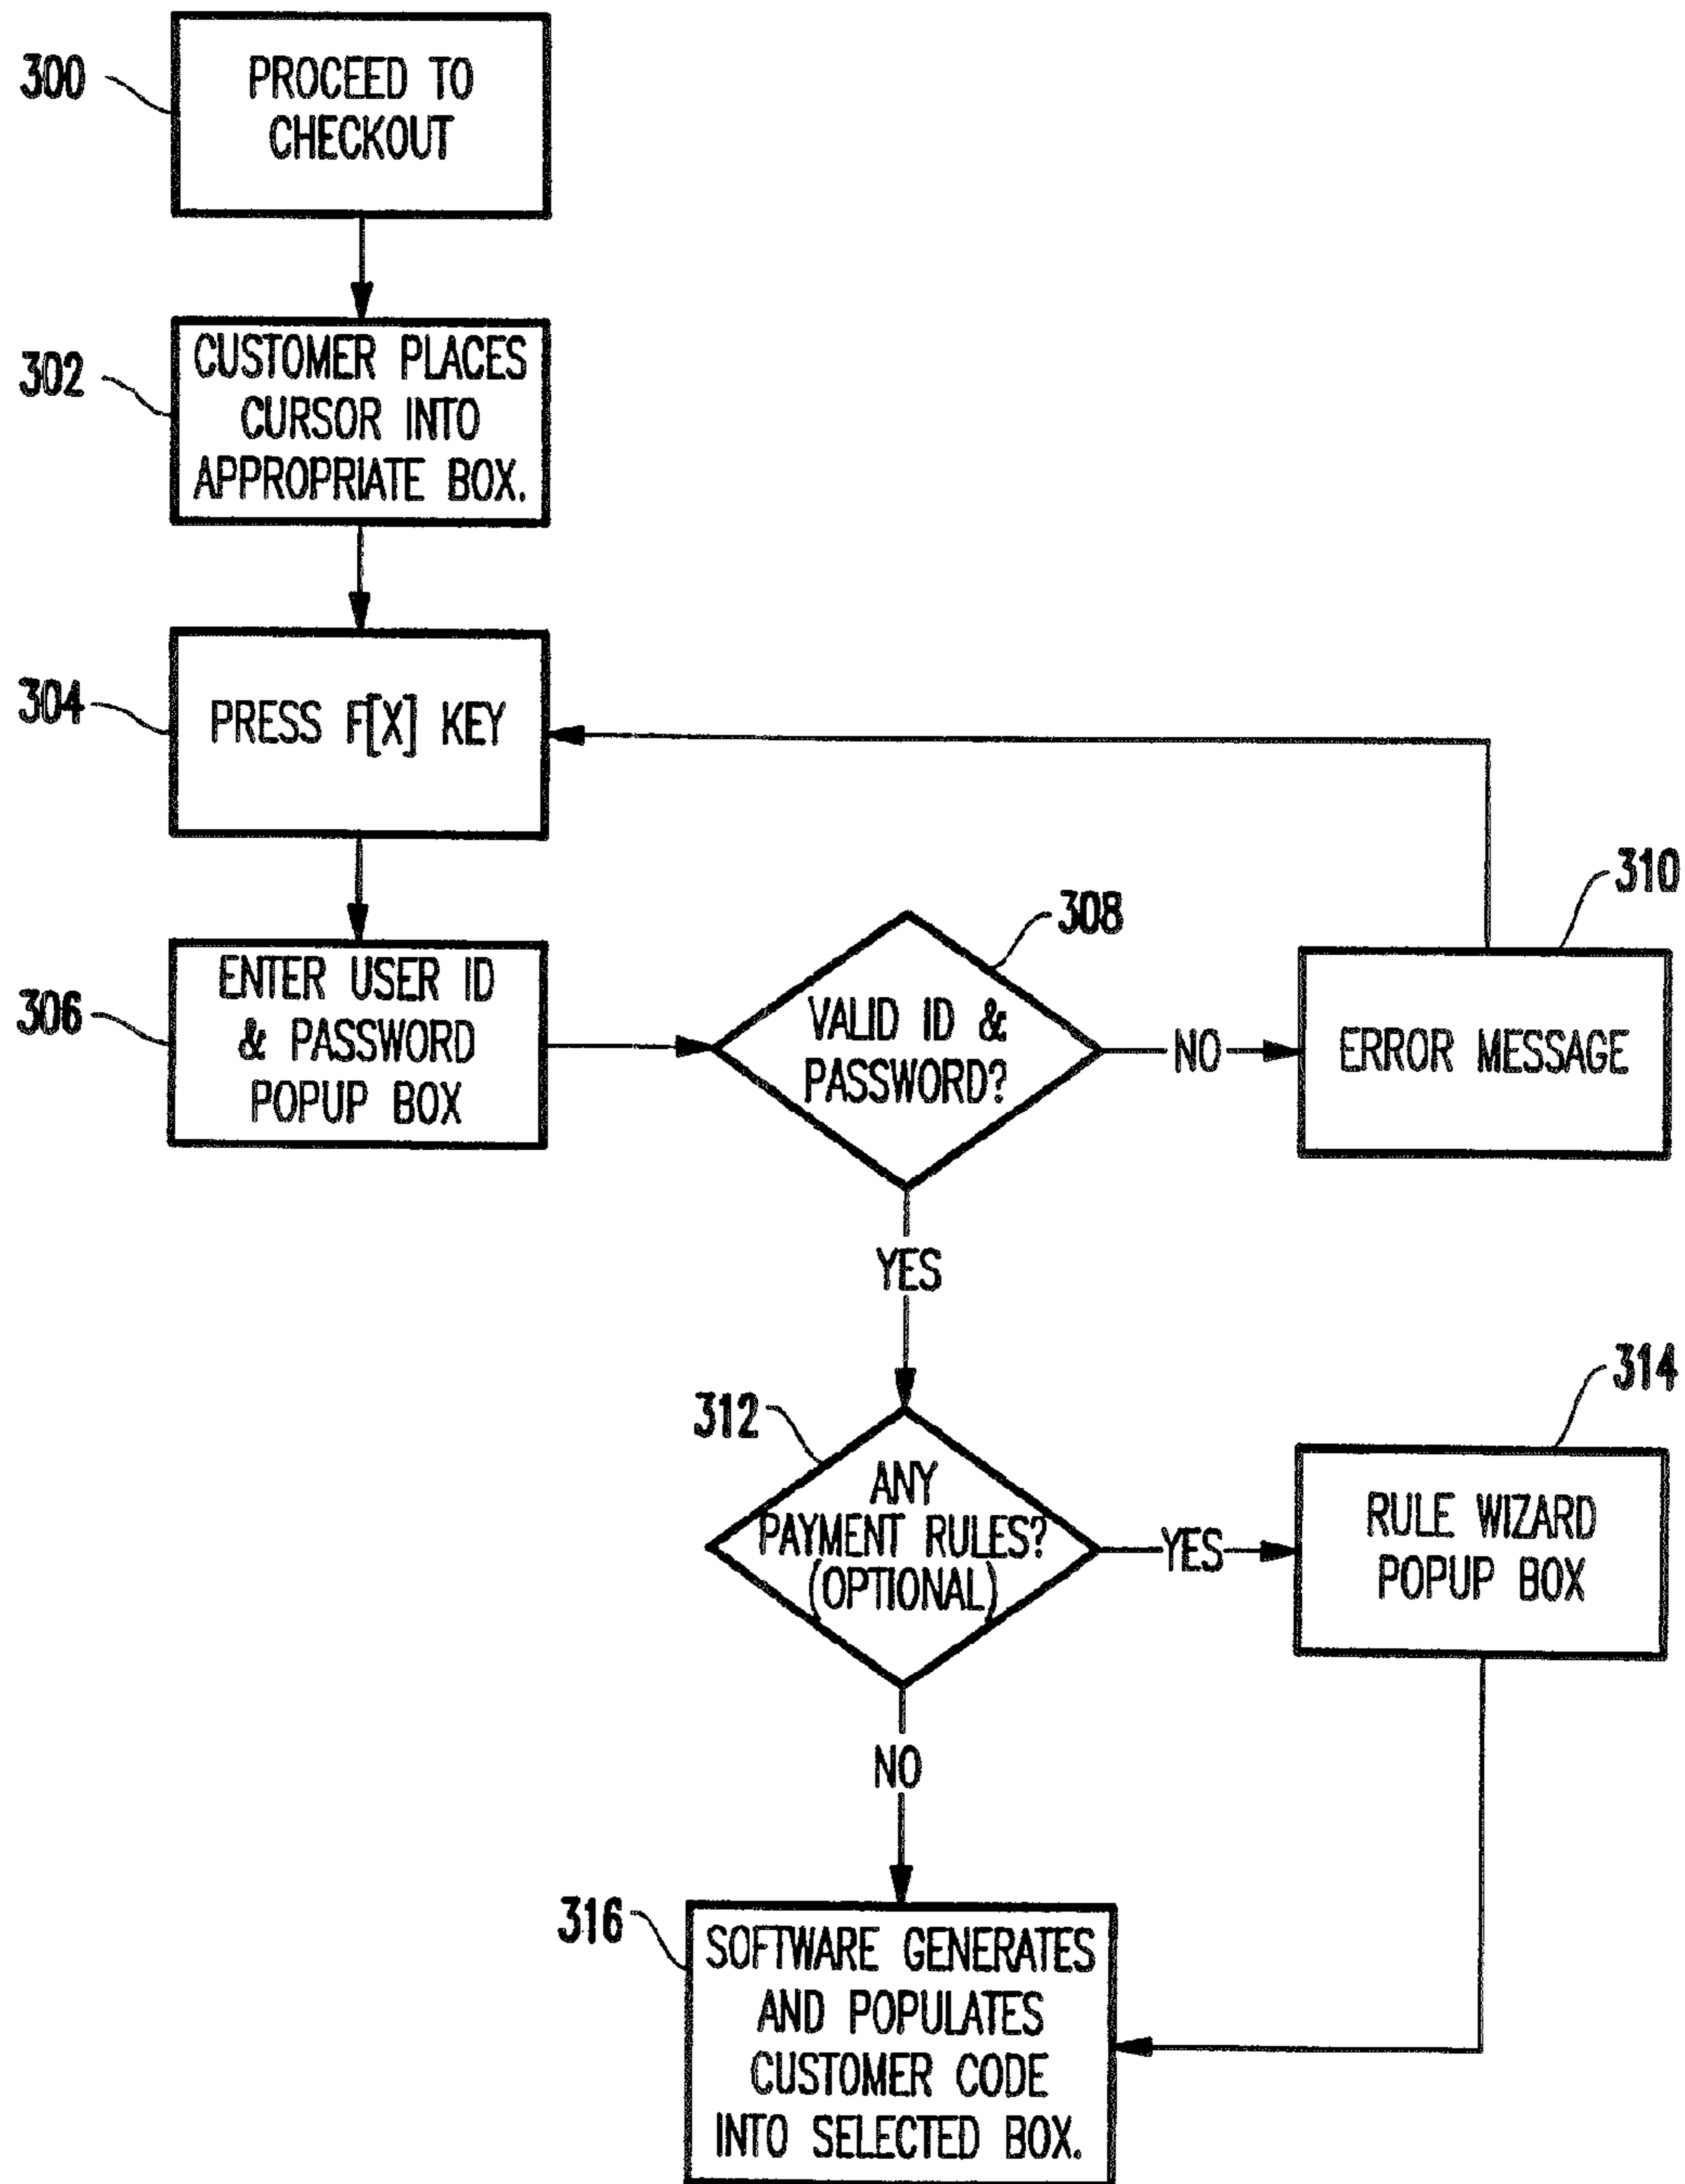 300
PROCEED TO
CHECKOUT
302
CUSTOMER PLACES
CURSOR INTO
APPROPRIATE BOX.
304
PRESS F[X] KEY
306
ENTER USER ID
& PASSWORD
POPUP BOX
308
VALID ID &
PASSWORD?
NO
310
ERROR MESSAGE
YES
312
ANY
PAYMENT RULES?
(OPTIONAL)
YES
314
RULE WIZARD
POPUP BOX
NO
316
SOFTWARE GENERATES
AND POPULATES
CUSTOMER CODE
INTO SELECTED BOX.